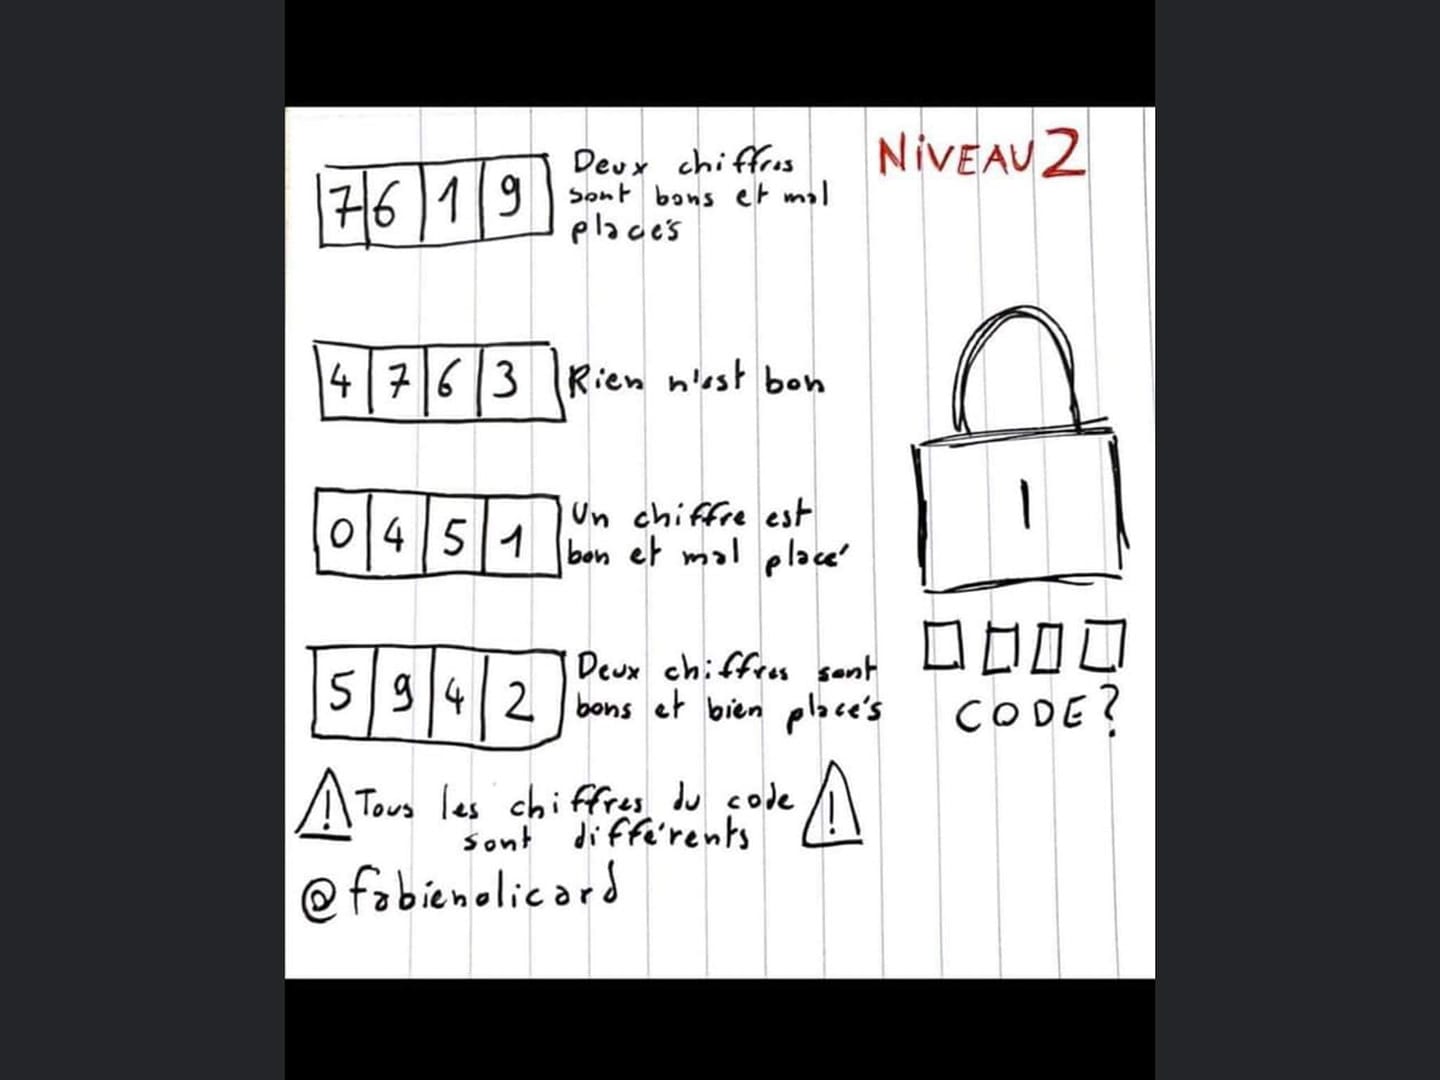 NIVEAU 2
7 6 1 9
Deux chiffres
sont bons et mal
placés
4 7 6 3
Rien n'est bon
0 4 5 1
Un chiffre est
bon et mal placé
5 9 4 2
Deux chiffres sont
bons et bien placés
! Tous les chiffres du code !
sont différents
@fabienolicard
CODE?